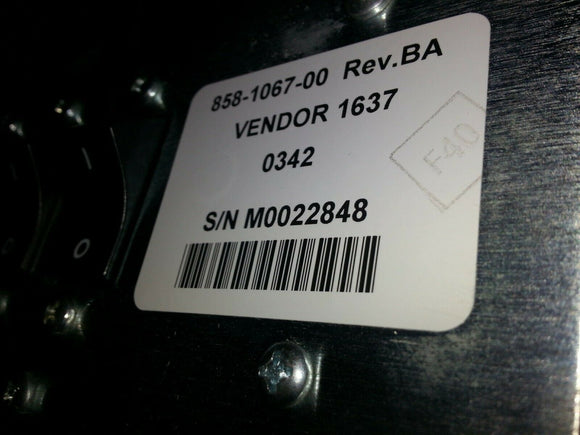 858-1067-00 Rev.BA
VENDOR 1637
0342
F40
S/N M0022848